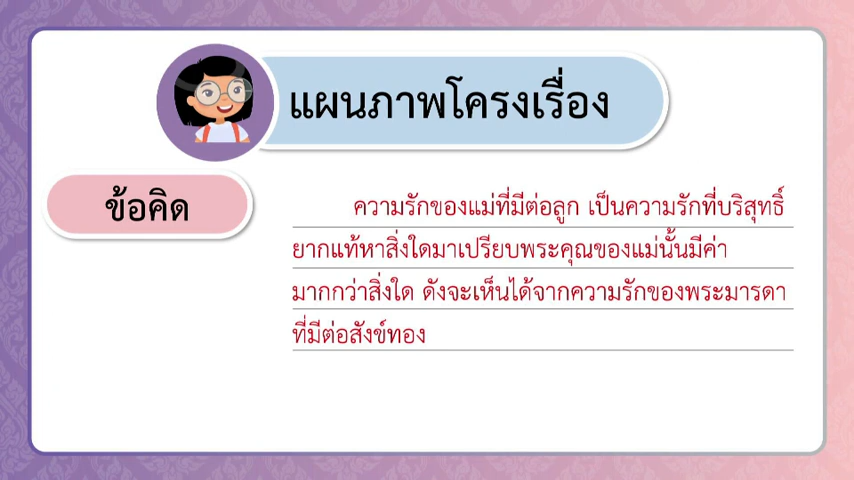 แผนภาพโครงเรื่อง
ข้อคิด
ความรักของแม่ที่มีต่อลูก เป็นความรักที่บริสุทธิ์
ยากแท้หาสิ่งใดมาเปรียบพระคุณของแม่นั้นมีค่า
มากกว่าสิ่งใด ดังจะเห็นได้จากความรักของพระมารดา
ที่มีต่อสังข์ทอง